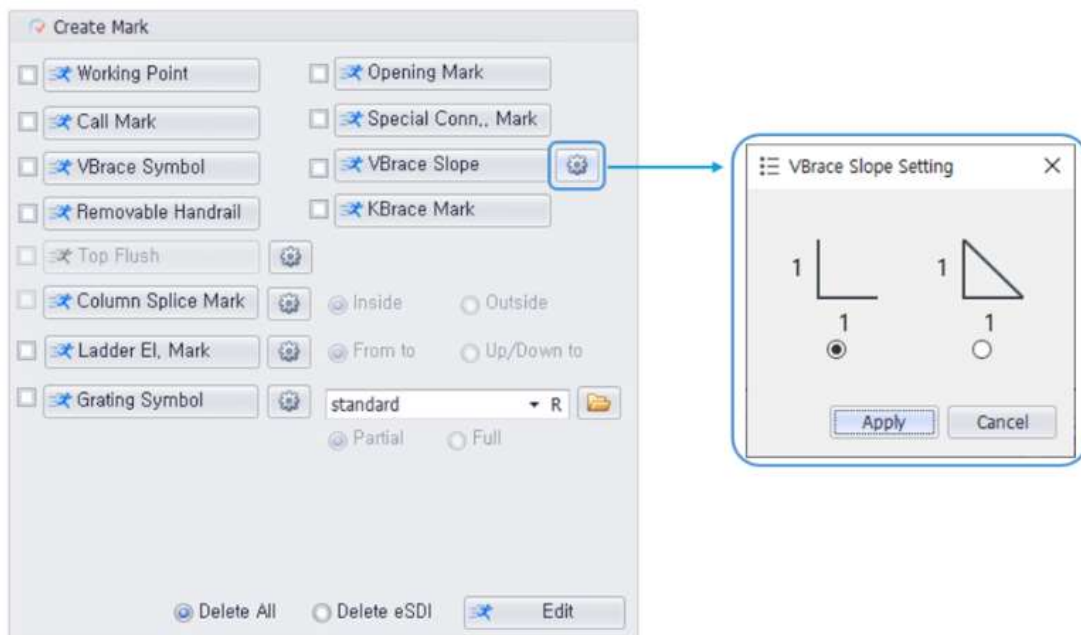 Create Mark
Working Point
Opening Mark
Call Mark
Special Conn,, Mark
VBrace Symbol
VBrace Slope
Removable Handrail
KBrace Mark
Top Flush
Column Splice Mark
Inside
Outside
Ladder El, Mark
From to
Up/Down to
Grating Symbol
standard
R
Partial
Full
Delete All
Delete eSDI
Edit
VBrace Slope Setting
1
1
1
1
Apply
Cancel